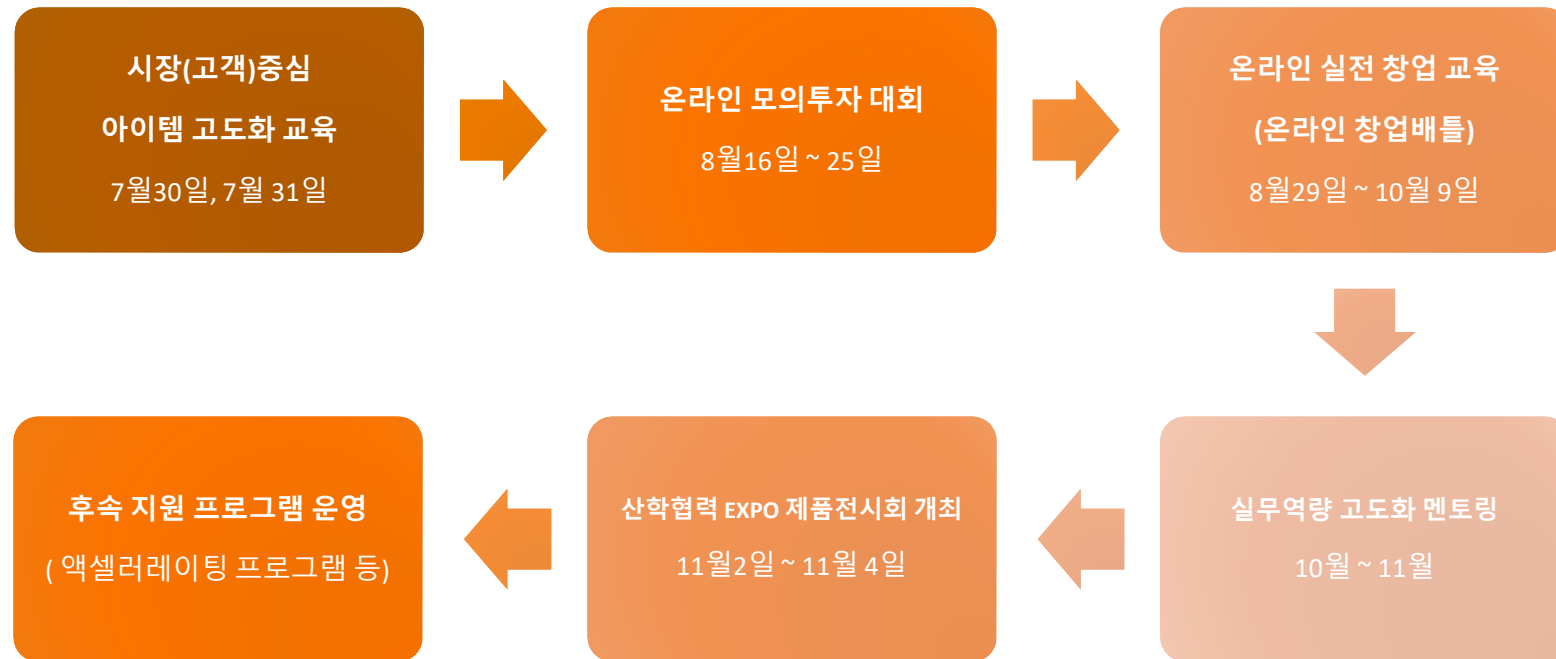 시장(고객)중심
아이템 고도화 교육
7월30일, 7월 31일
온라인 모의투자 대회
8월16일 ~ 25일
온라인 실전 창업 교육
(온라인 창업배틀)
8월29일 ~ 10월 9일
실무역량 고도화 멘토링
10월 ~ 11월
산학협력 EXPO 제품전시회 개최
11월2일 ~ 11월 4일
후속 지원 프로그램 운영
( 액셀러레이팅 프로그램 등)